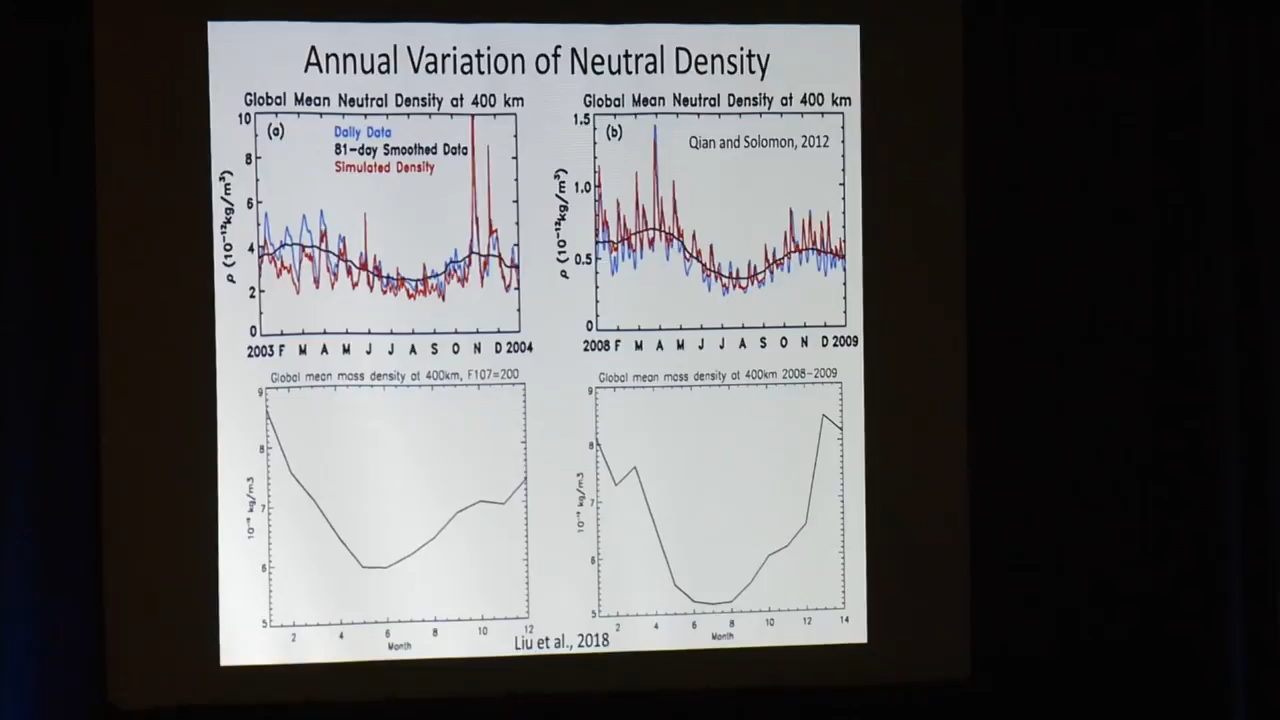 Annual Variation of Neutral Density
Global Mean Neutral Density at 400 km
(a)
Daily Data
81-day Smoothed Data
Simulated Density
10
8
6
4
2
0
ρ (10⁻¹²kg/m³)
2003 F M A M J J A S O N D 2004
Global Mean Neutral Density at 400 km
(b)
Qian and Solomon, 2012
1.5
1.0
0.5
0
ρ (10⁻¹²kg/m³)
2008 F M A M J J A S O N D 2009
Global mean mass density at 400km, F107=200
9
8
7
6
5
kg/m3
2 4 6 8 10 12
Month
Global mean mass density at 400km 2008-2009
9
8
7
6
5
kg/m3
2 4 6 8 10 12 14
Month
Liu et al., 2018